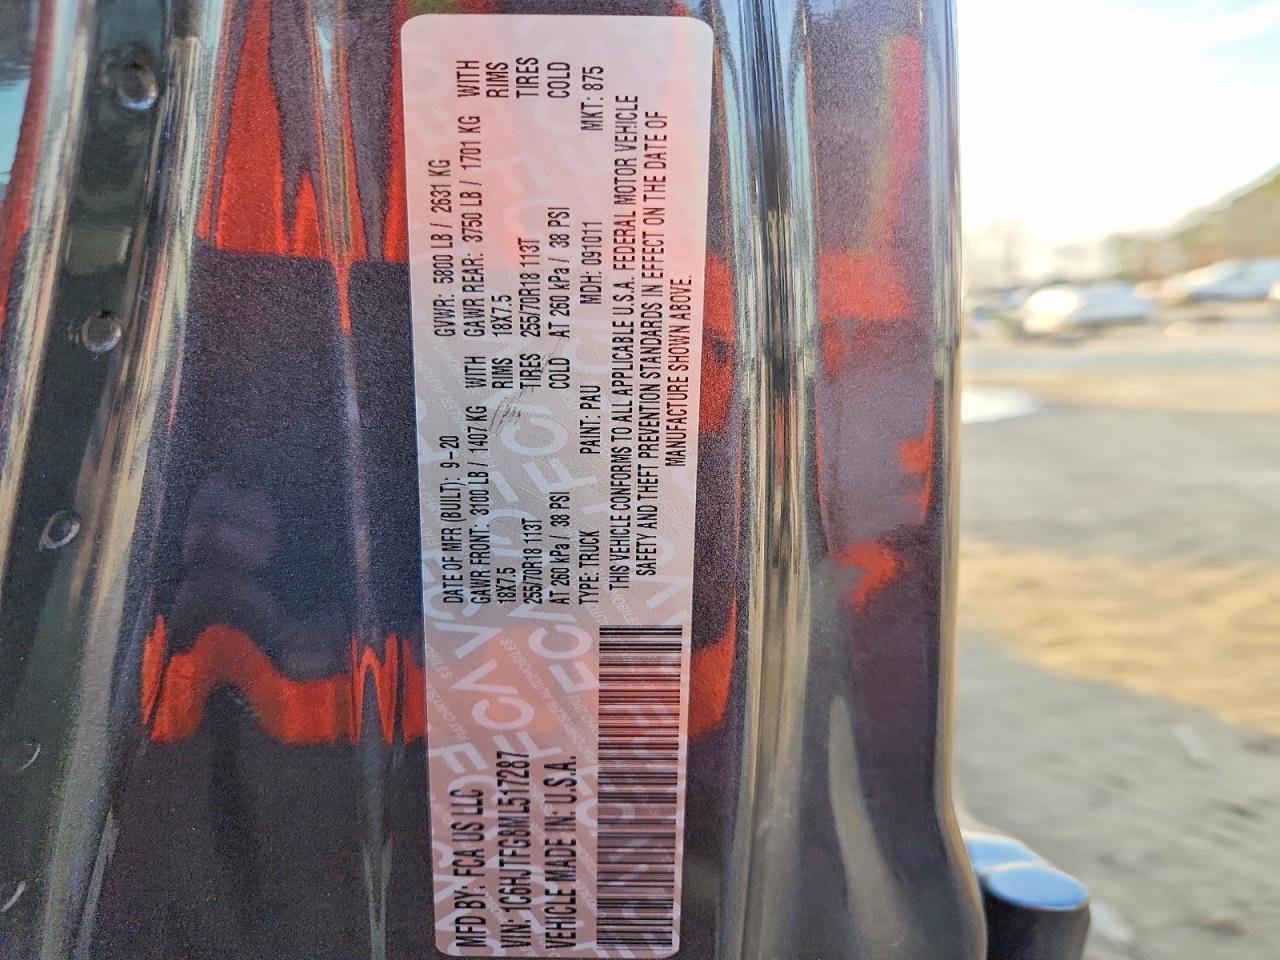 MFD BY: FCA US LLC DATE OF MFR (BUILT): 9-20 GVWR: 5800 LB / 2631 KG
GAWR FRONT: 3100 LB / 1407 KG WITH GAWR REAR: 3750 LB / 1701 KG WITH
18X7.5 RIMS 18X7.5 RIMS
255/70R18 113T TIRES 255/70R18 113T TIRES
AT 260 kPa / 38 PSI COLD AT 260 kPa / 38 PSI COLD
VIN: 1C6HJTFG8ML517287 TYPE: TRUCK PAINT: PAU MDH: 091011 MKT: 875
VEHICLE MADE IN: U.S.A.
THIS VEHICLE CONFORMS TO ALL APPLICABLE U.S.A. FEDERAL MOTOR VEHICLE
SAFETY AND THEFT PREVENTION STANDARDS IN EFFECT ON THE DATE OF
MANUFACTURE SHOWN ABOVE.